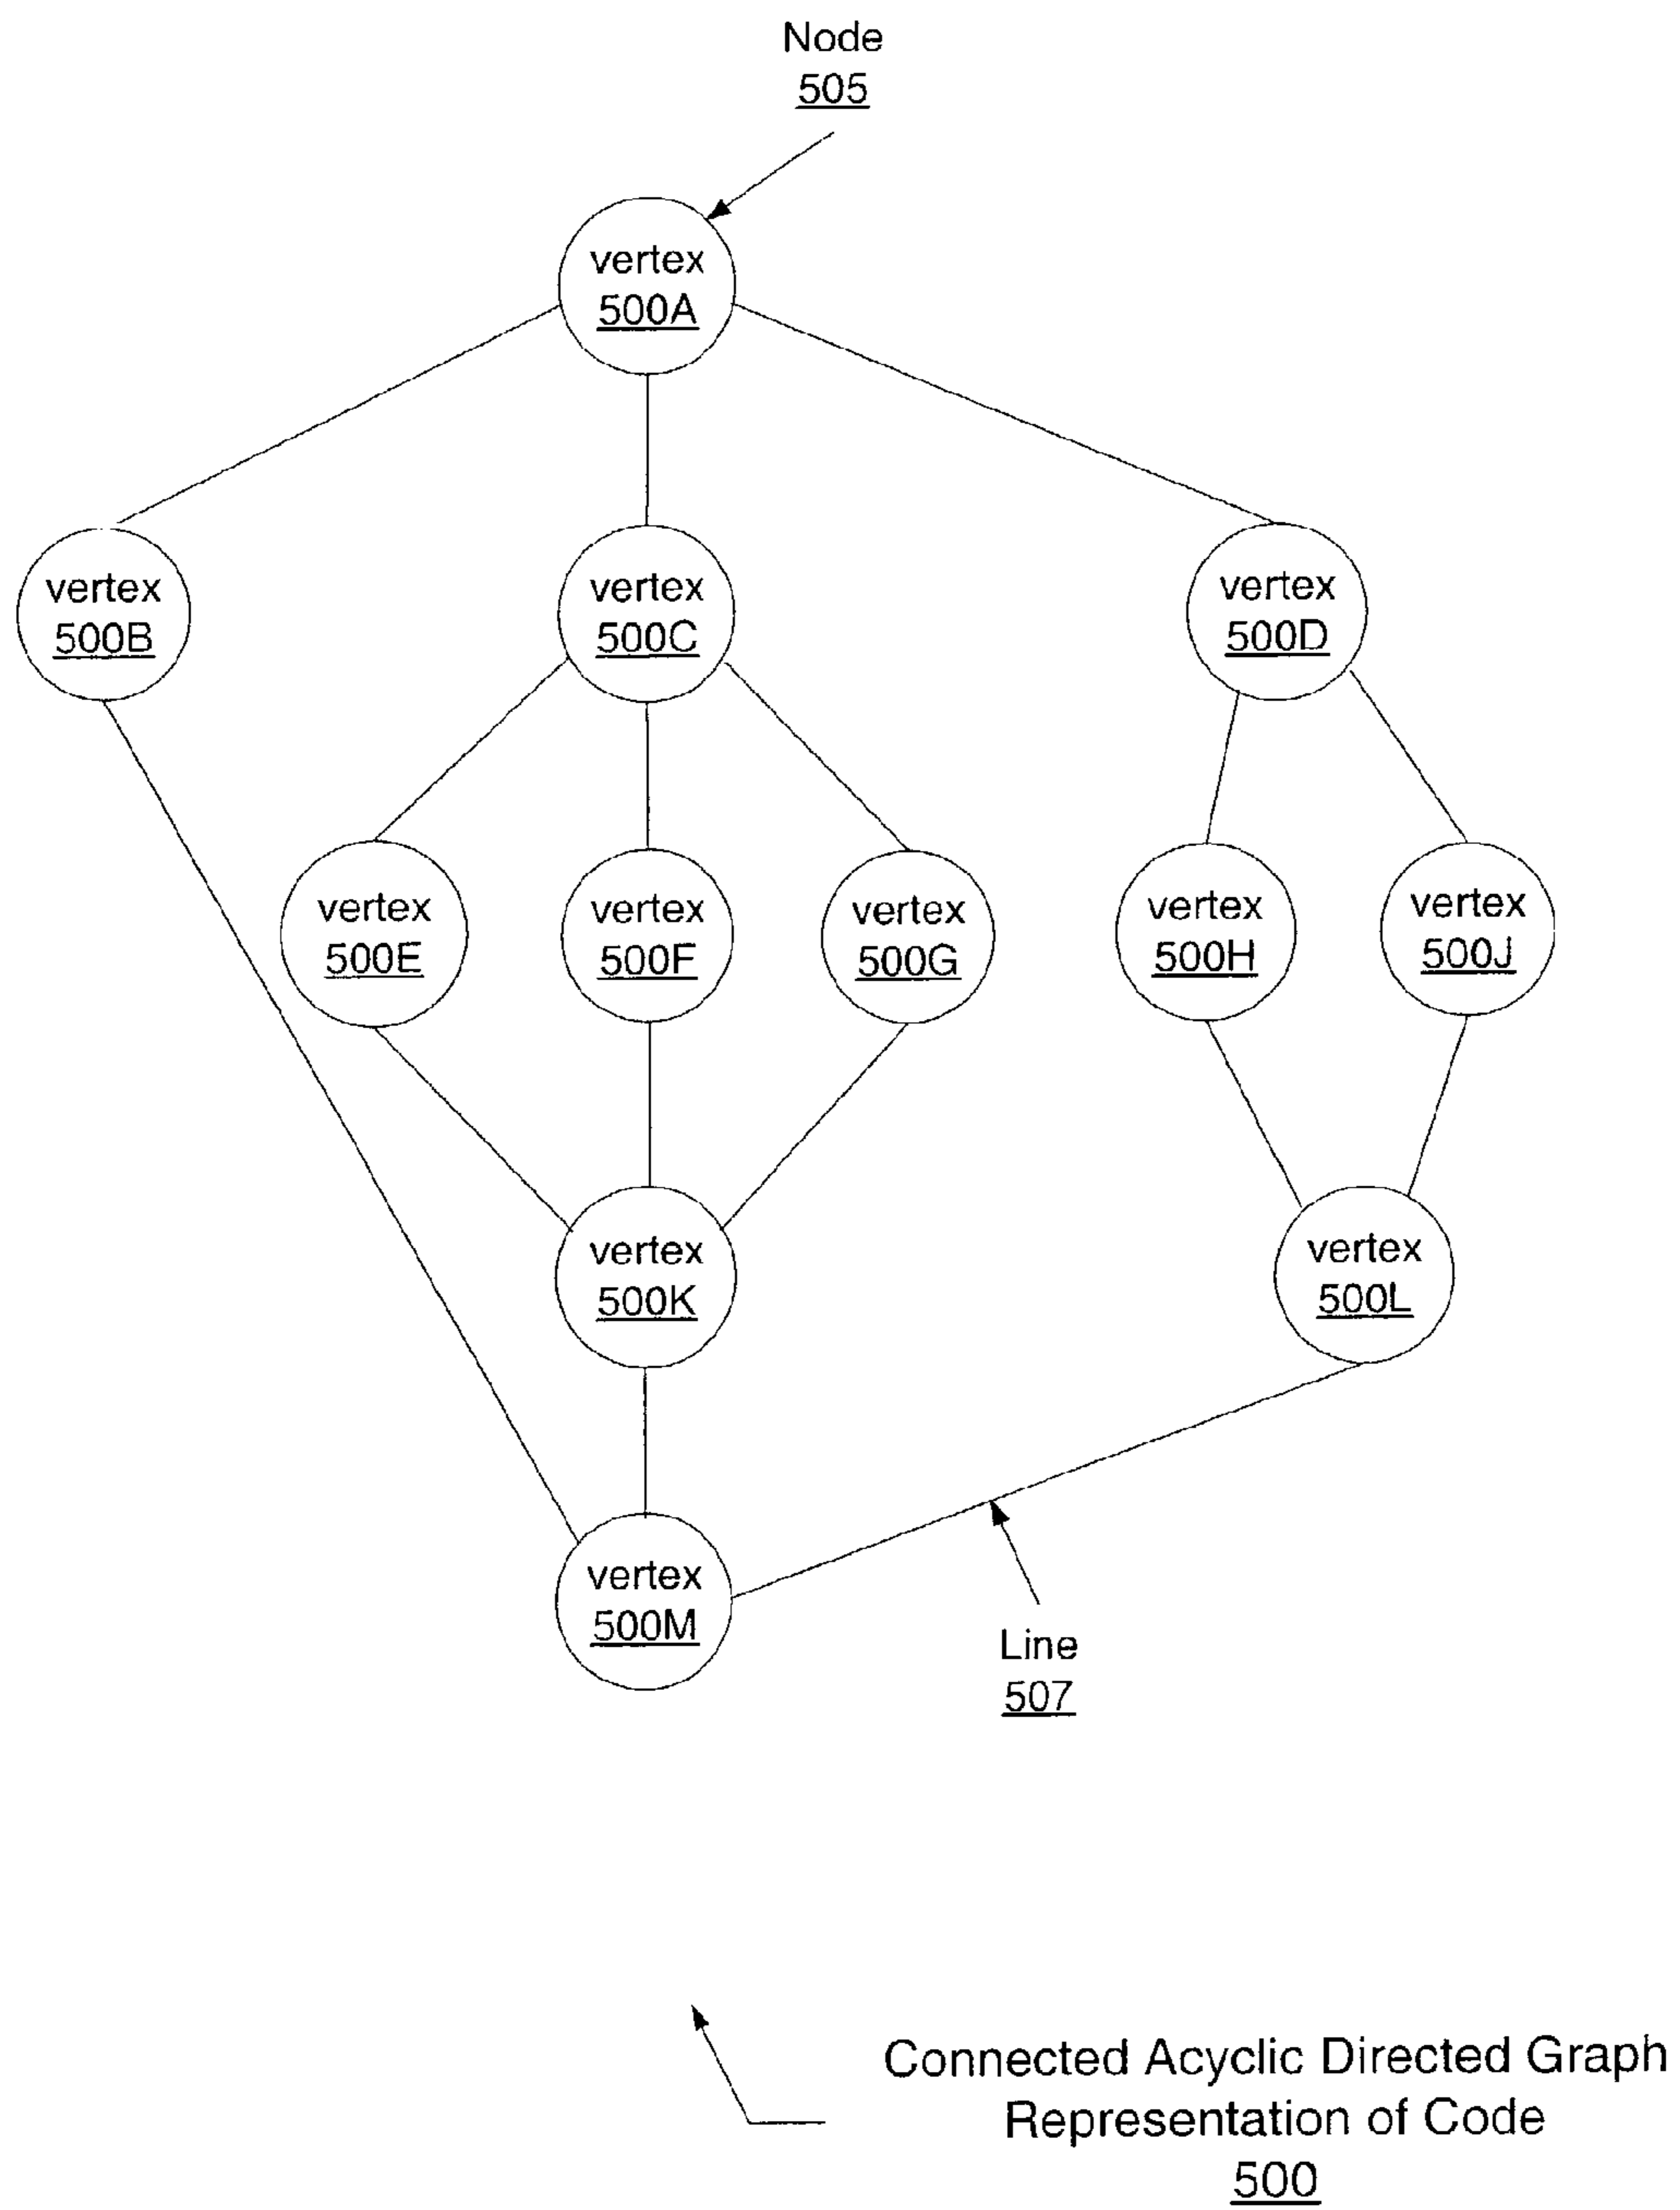 Node
505
vertex
500A
vertex
500B
vertex
500C
vertex
500D
vertex
500E
vertex
500F
vertex
500G
vertex
500H
vertex
500J
vertex
500K
vertex
500L
vertex
500M
Line
507
Connected Acyclic Directed Graph
Representation of Code
500